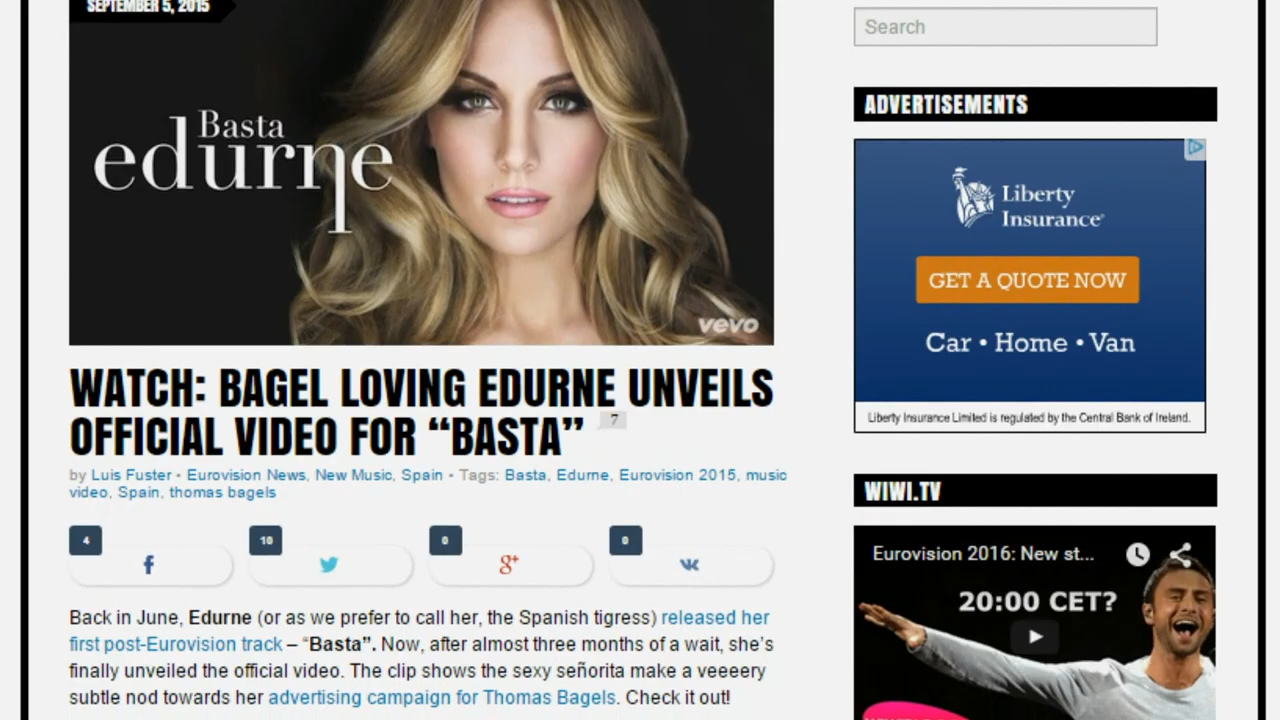 SEPTEMBER 5, 2015
Basta
edurne
vevo
WATCH: BAGEL LOVING EDURNE UNVEILS
OFFICIAL VIDEO FOR “BASTA” 7
by Luis Fuster • Eurovision News, New Music, Spain • Tags: Basta, Edurne, Eurovision 2015, music
video, Spain, thomas bagels
4
10
0
0
Back in June, Edurne (or as we prefer to call her, the Spanish tigress) released her
first post-Eurovision track – “Basta”. Now, after almost three months of a wait, she’s
finally unveiled the official video. The clip shows the sexy señorita make a veeeery
subtle nod towards her advertising campaign for Thomas Bagels. Check it out!
Search
ADVERTISEMENTS
Liberty
Insurance
GET A QUOTE NOW
Car • Home • Van
Liberty Insurance Limited is regulated by the Central Bank of Ireland.
WIWI.TV
Eurovision 2016: New st...
20:00 CET?